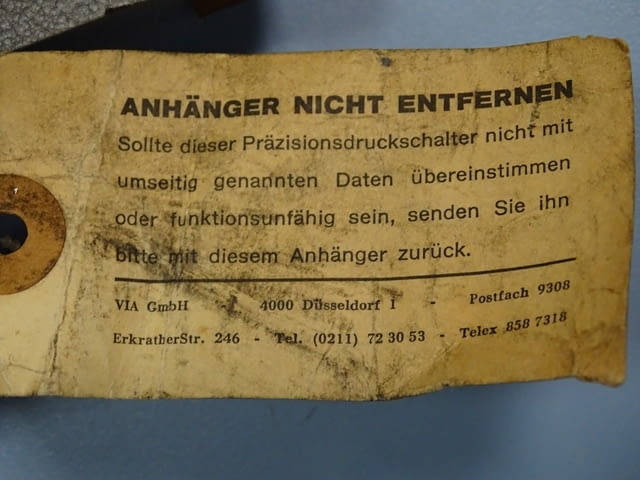 ANHÄNGER NICHT ENTFERNEN
Sollte dieser Präzisionsdruckschalter nicht mit
umseitig genannten Daten übereinstimmen
oder funktionsunfähig sein, senden Sie ihn
bitte mit diesem Anhänger zurück.
VIA GmbH - 4000 Düsseldorf 1 - Postfach 9308
ErkratherStr. 246 - Tel. (0211) 72 30 53 - Telex 858 7318